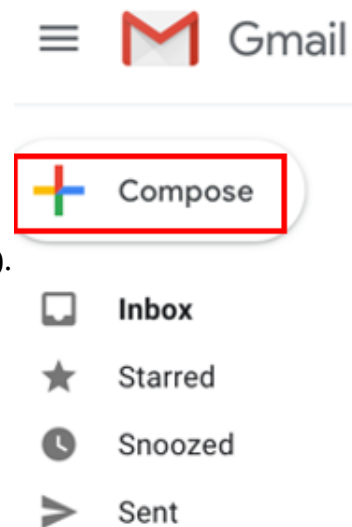 Gmail
Compose
).
Inbox
Starred
Snoozed
Sent